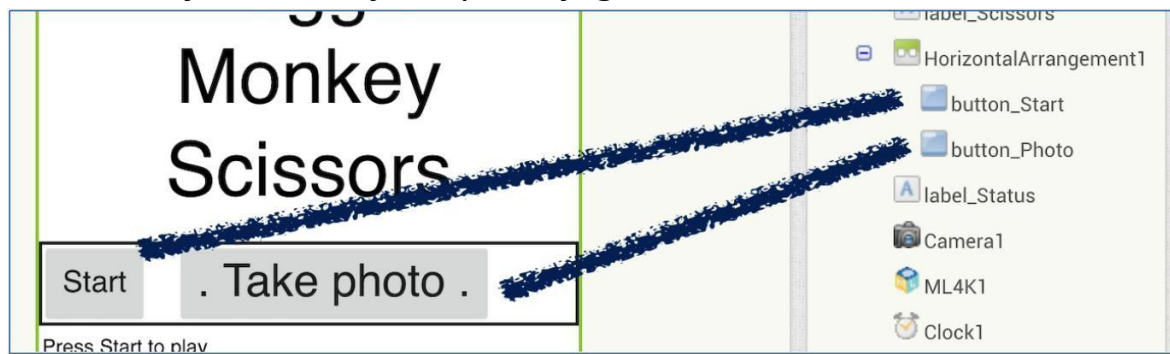 Monkey
Scissors
Start
. Take photo .
Press Start to play
label_Scissors
HorizontalArrangement1
button_Start
button_Photo
label_Status
Camera1
ML4K1
Clock1